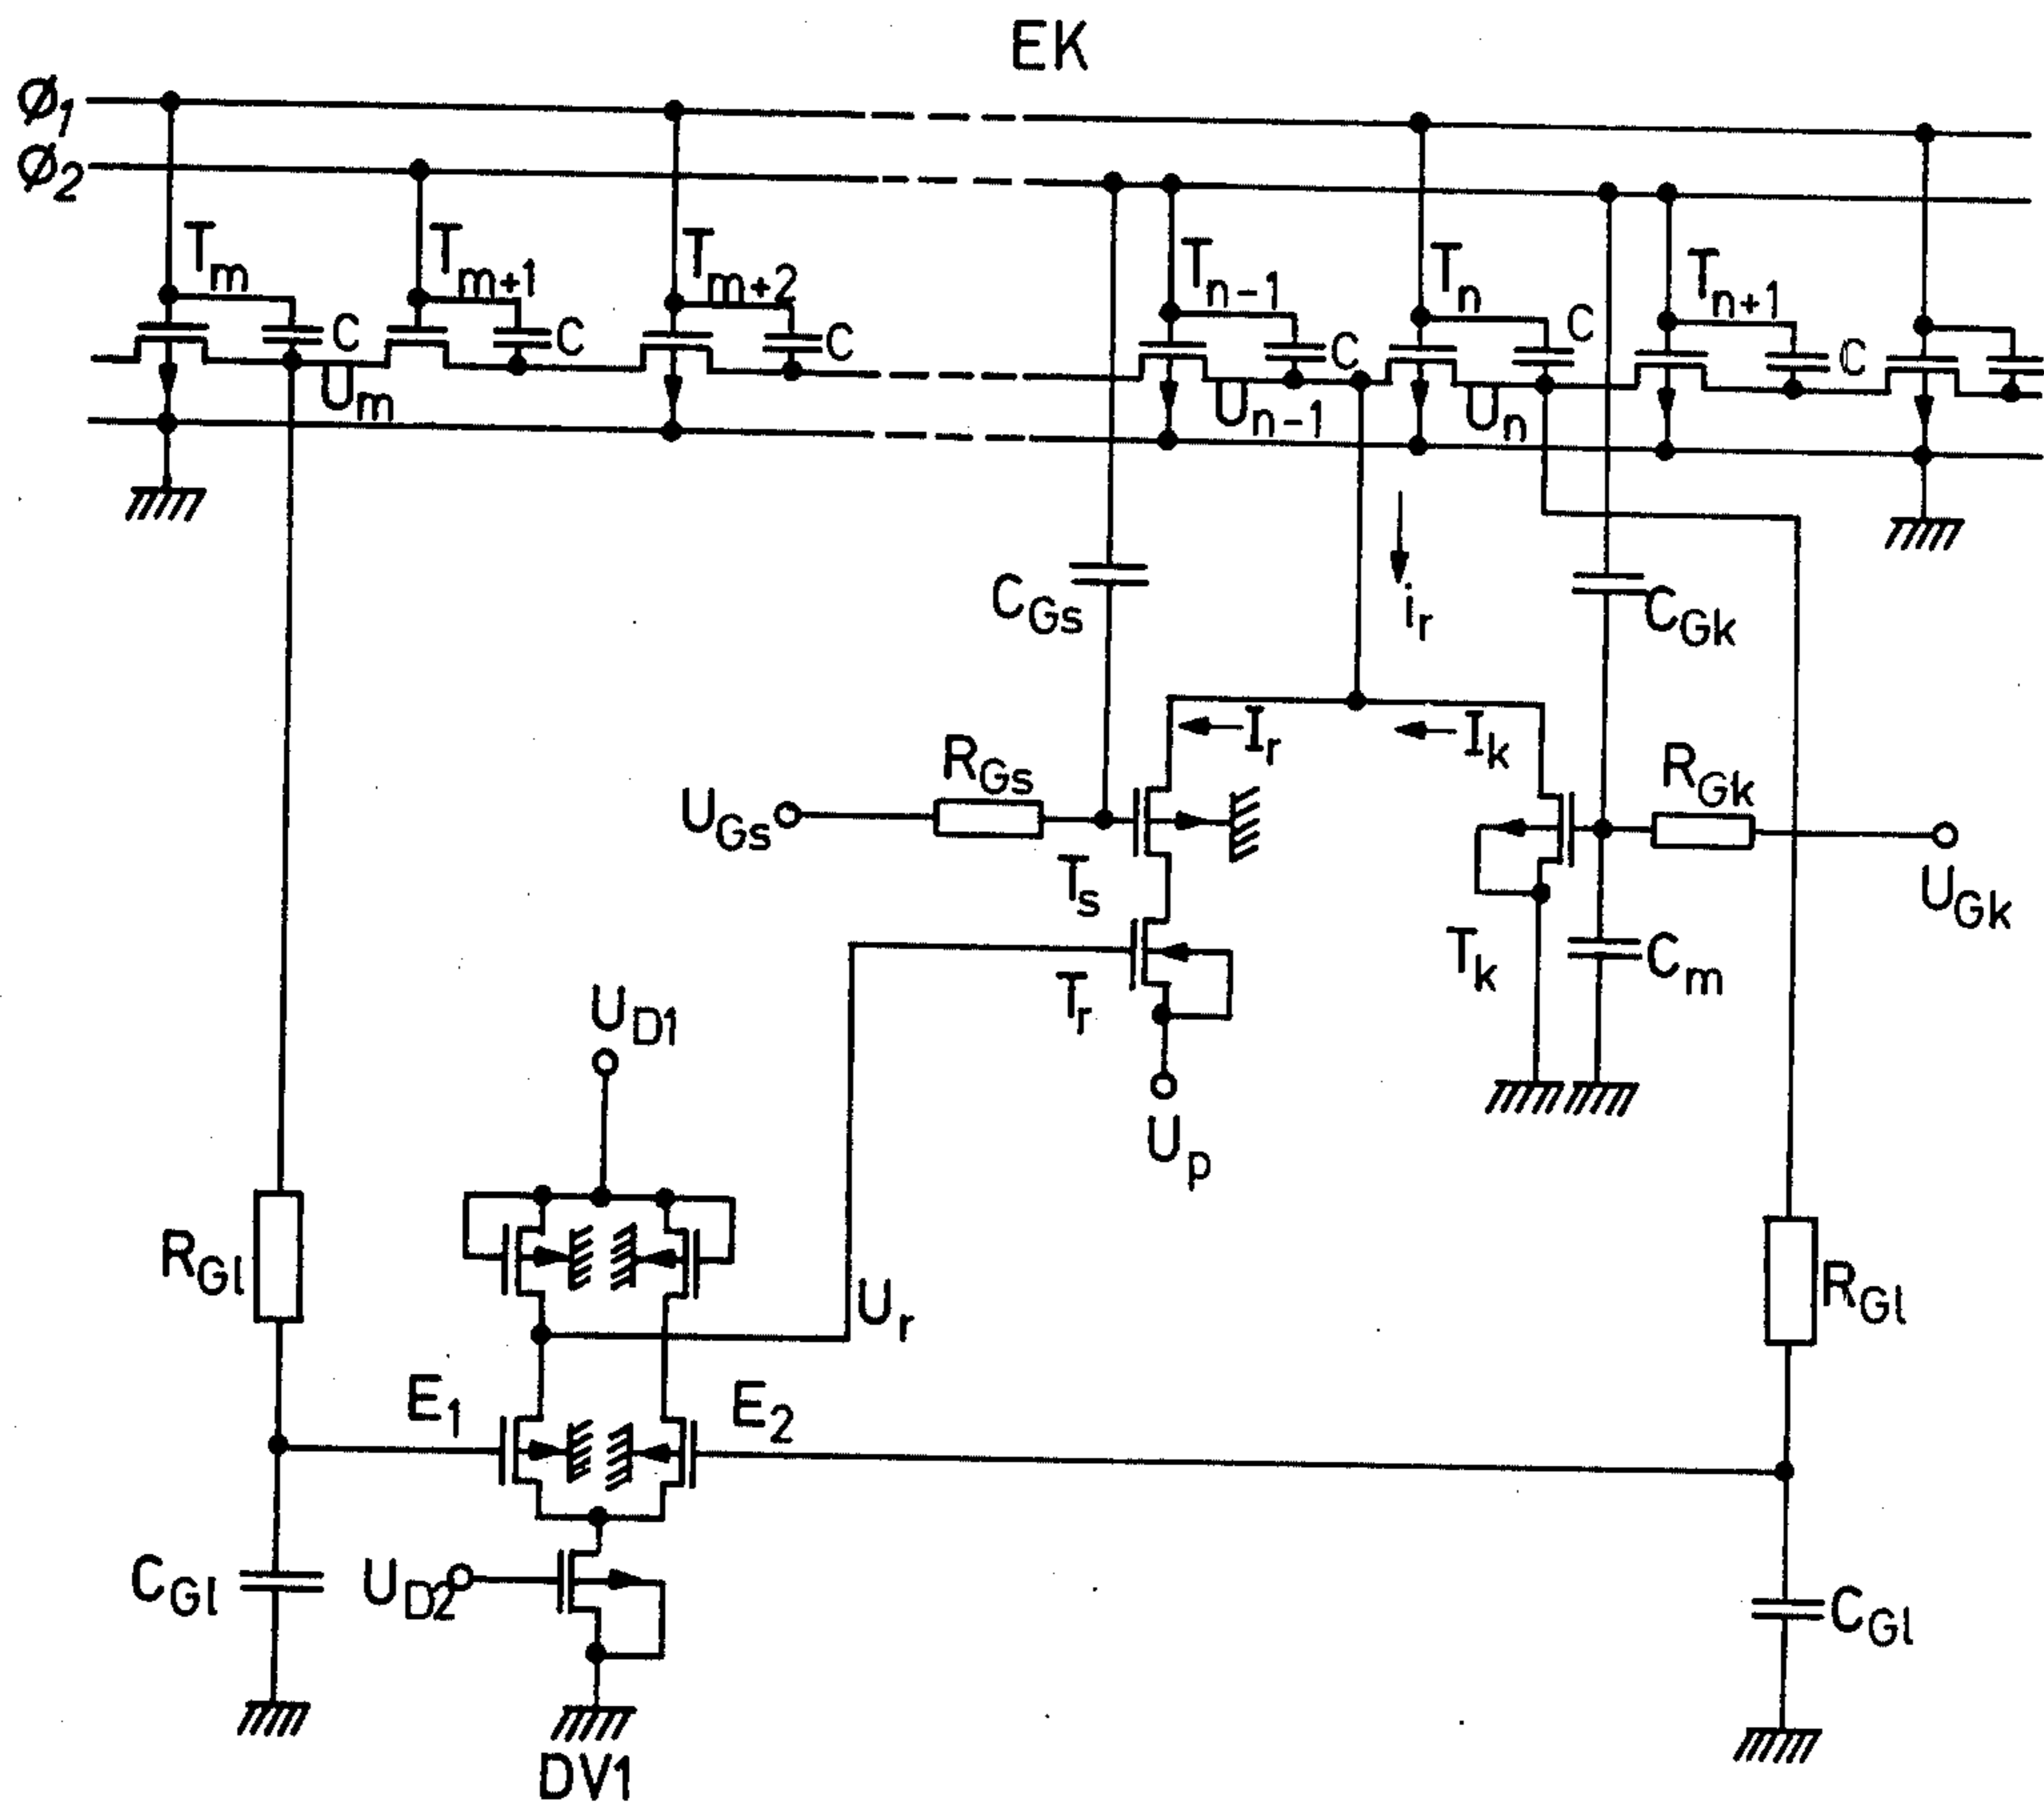 EK
Ø1
Ø2
Tm
Tm+1
Tm+2
Tn-1
Tn
Tn+1
C
C
C
C
C
C
Um
Un-1
Un
CGs
ir
CGk
Ir
Ik
RGs
RGk
UGs
UGk
Ts
Tk
Cm
Tr
UD1
Up
RGl
Ur
RGl
E1
E2
CGl
UD2
CGl
DV1